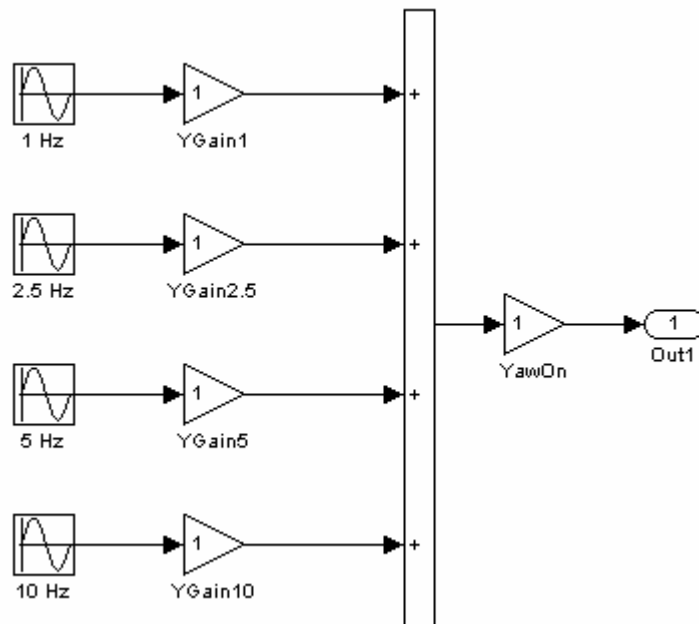 1
+
1 Hz
YGain1
1
+
2.5 Hz
YGain2.5
1
1
YawOn
Out1
1
+
5 Hz
YGain5
1
+
10 Hz
YGain10